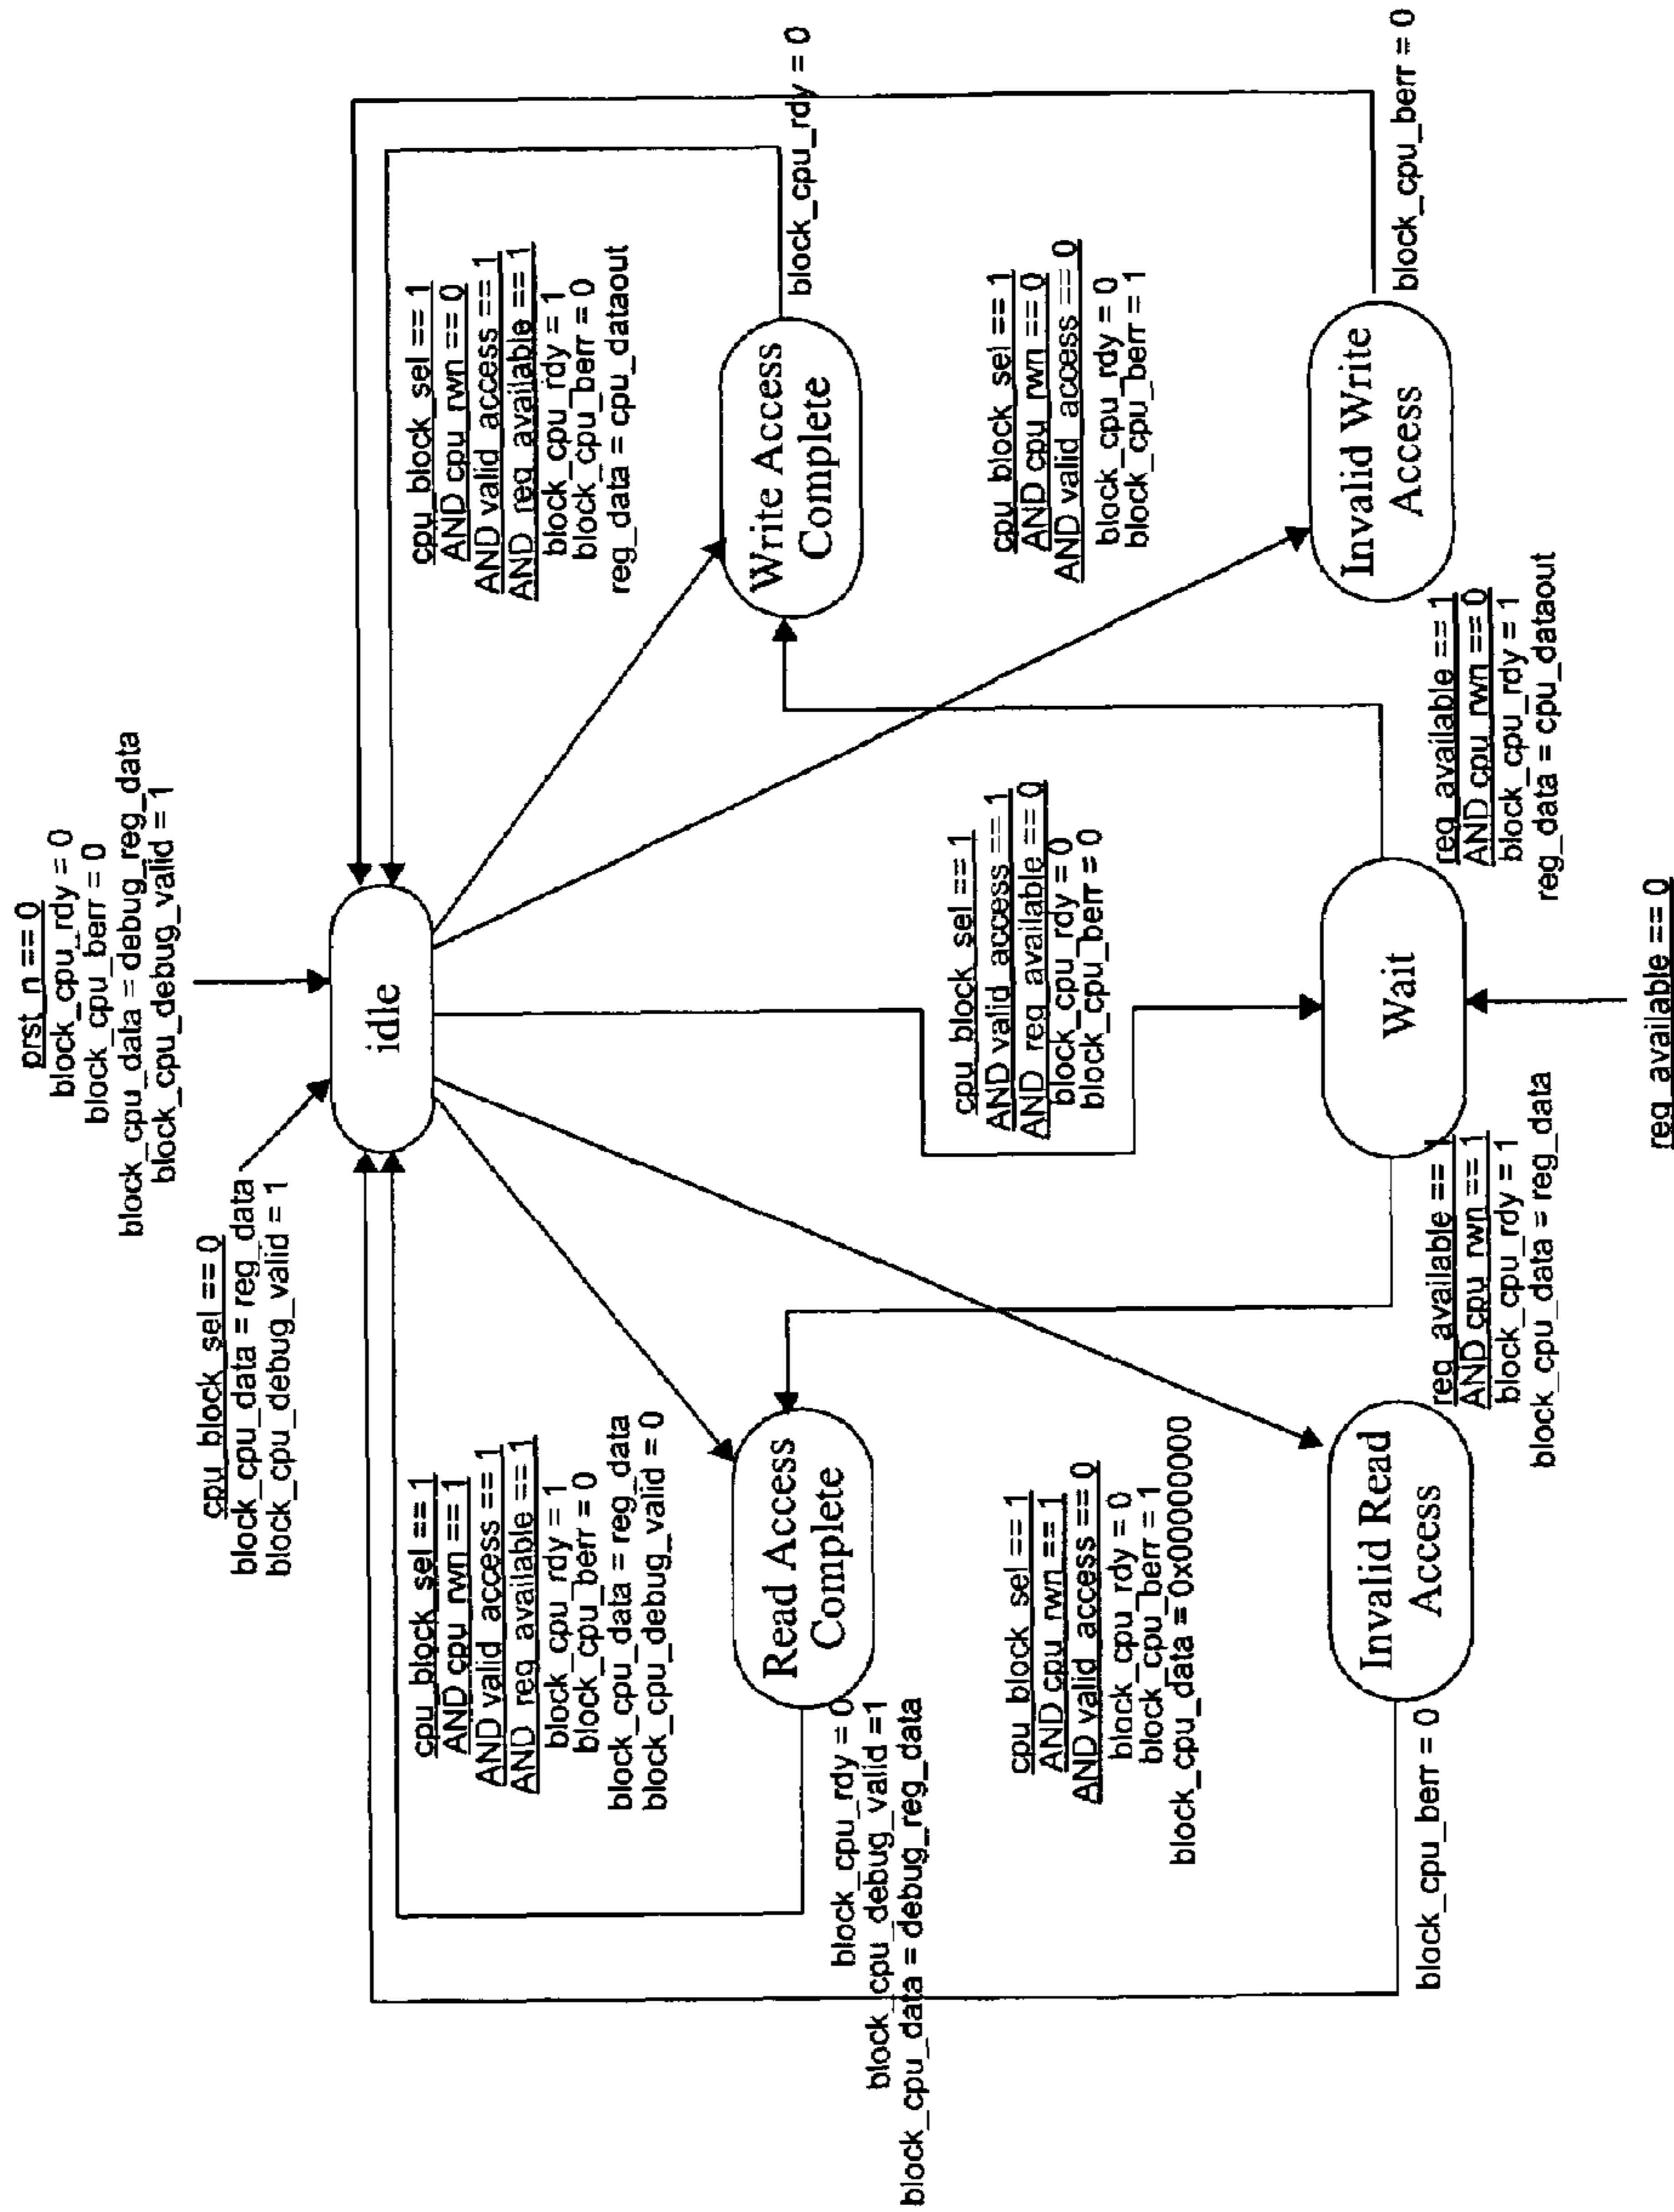 prst_n == 0
block_cpu_rdy = 0
block_cpu_berr = 0
block_cpu_data = debug_reg_data
block_cpu_debug_valid = 1
cpu_block_sel == 0
block_cpu_data = reg_data
block_cpu_debug_valid = 1
idle
cpu_block_sel == 1
AND cpu_rwn == 1
AND valid_access == 1
AND reg_available == 1
block_cpu_rdy = 1
block_cpu_berr = 0
block_cpu_data = reg_data
block_cpu_debug_valid = 0
cpu_block_sel == 1
AND cpu_rwn == 0
AND valid_access == 1
AND reg_available == 1
block_cpu_rdy = 1
block_cpu_berr = 0
reg_data = cpu_dataout
Read Access
Complete
Write Access
Complete
block_cpu_rdy = 0
block_cpu_debug_valid =1
block_cpu_data = debug_reg_data
block_cpu_rdy = 0
cpu_block_sel == 1
AND cpu_rwn == 1
AND valid_access == 0
block_cpu_rdy = 0
block_cpu_berr = 1
block_cpu_data = 0x00000000
cpu_block_sel == 1
AND valid_access == 1
AND reg_available == 0
block_cpu_rdy = 0
block_cpu_berr = 0
cpu_block_sel == 1
AND cpu_rwn == 0
AND valid_access == 0
block_cpu_rdy = 0
block_cpu_berr = 1
Invalid Read
Access
Wait
Invalid Write
Access
block_cpu_berr = 0
reg_available == 1
AND cpu_rwn == 1
block_cpu_rdy = 1
block_cpu_data = reg_data
reg_available == 1
AND cpu_rwn == 0
block_cpu_rdy = 1
reg_data = cpu_dataout
block_cpu_berr = 0
reg_available == 0